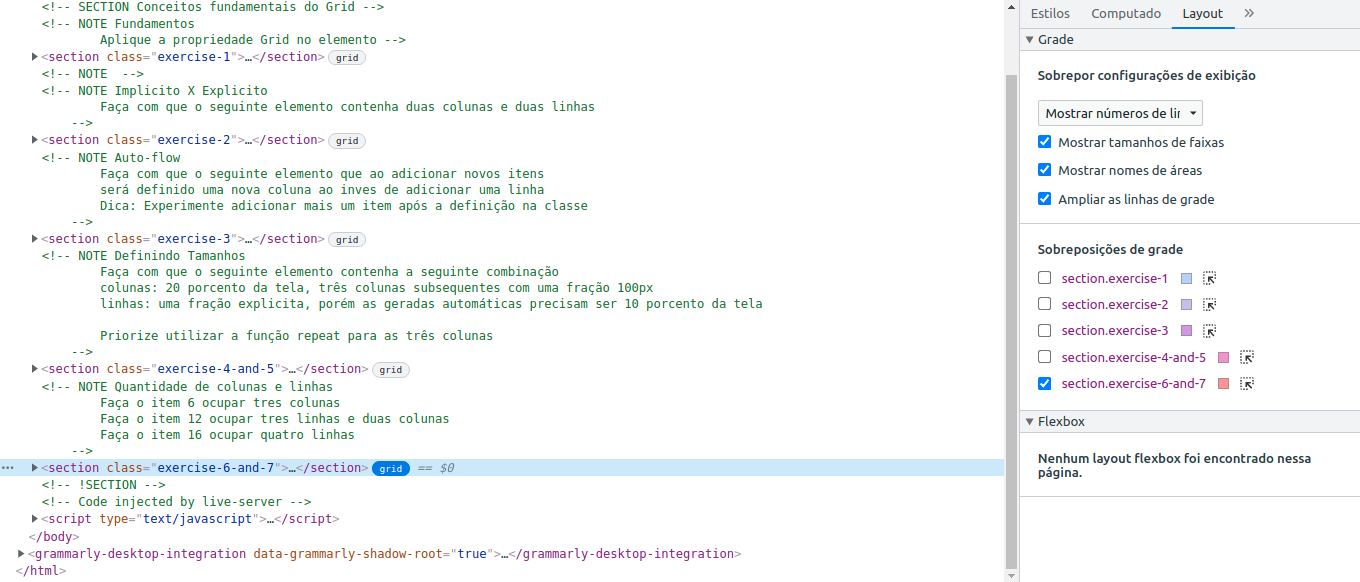 <!-- SECTION Conceitos fundamentais do Grid -->
<!-- NOTE Fundamentos
Aplique a propriedade Grid no elemento -->
<section class="exercise-1">…</section> grid
<!-- NOTE  -->
<!-- NOTE Implicito X Explicito
Faça com que o seguinte elemento contenha duas colunas e duas linhas
-->
<section class="exercise-2">…</section> grid
<!-- NOTE Auto-flow
Faça com que o seguinte elemento que ao adicionar novos itens
será definido uma nova coluna ao inves de adicionar uma linha
Dica: Experimente adicionar mais um item após a definição na classe
-->
<section class="exercise-3">…</section> grid
<!-- NOTE Definindo Tamanhos
Faça com que o seguinte elemento contenha a seguinte combinação
colunas: 20 porcento da tela, três colunas subsequentes com uma fração 100px
linhas: uma fração explicita, porém as geradas automáticas precisam ser 10 porcento da tela
Priorize utilizar a função repeat para as três colunas
-->
<section class="exercise-4-and-5">…</section> grid
<!-- NOTE Quantidade de colunas e linhas
Faça o item 6 ocupar tres colunas
Faça o item 12 ocupar tres linhas e duas colunas
Faça o item 16 ocupar quatro linhas
-->
<section class="exercise-6-and-7">…</section> grid == $0
<!-- !SECTION -->
<!-- Code injected by live-server -->
<script type="text/javascript">…</script>
</body>
<grammarly-desktop-integration data-grammarly-shadow-root="true">…</grammarly-desktop-integration>
</html>
Estilos Computado Layout »
Grade
Sobrepor configurações de exibição
Mostrar números de lir
Mostrar tamanhos de faixas
Mostrar nomes de áreas
Ampliar as linhas de grade
Sobreposições de grade
section.exercise-1
section.exercise-2
section.exercise-3
section.exercise-4-and-5
section.exercise-6-and-7
Flexbox
Nenhum layout flexbox foi encontrado nessa
página.